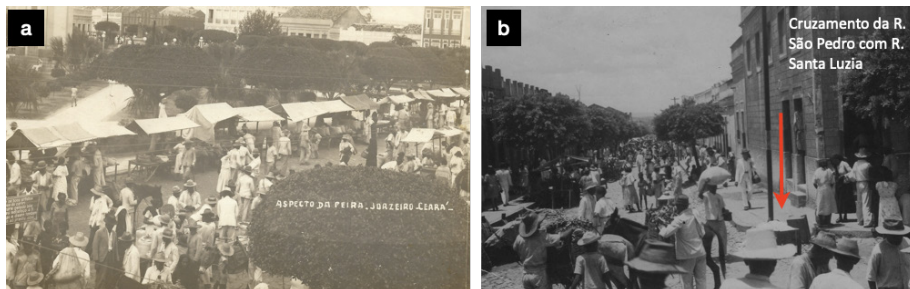 a
ASPECTO DA FEIRA - JUAZEIRO - CEARÁ -
b
Cruzamento da R.
São Pedro com R.
Santa Luzia